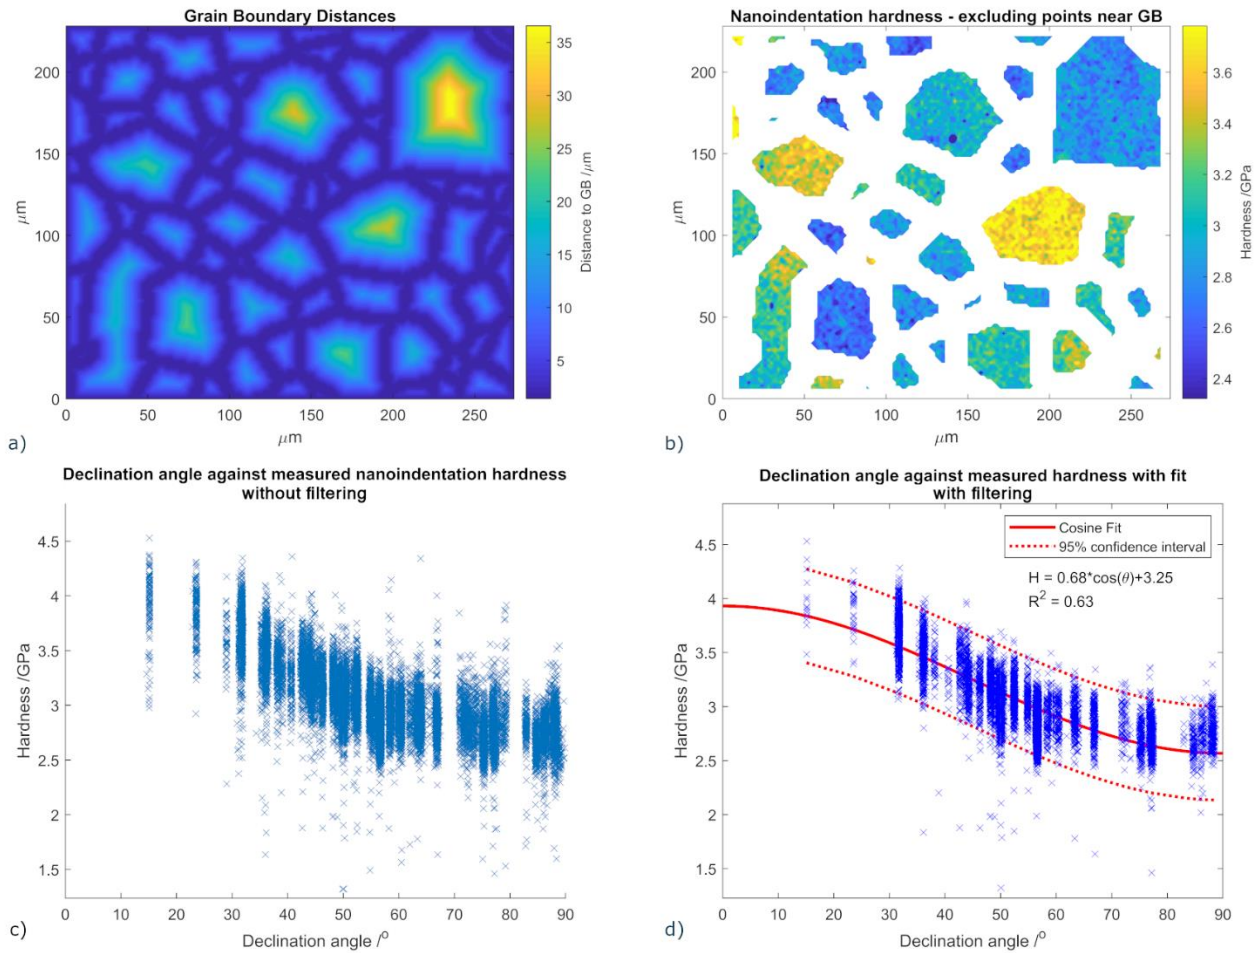 Grain Boundary Distances
200
150
100
50
0
0
50
100
150
200
250
μm
μm
35
30
25
20
15
10
5
Distance to GB /μm
a)
Nanoindentation hardness - excluding points near GB
200
150
100
50
0
0
50
100
150
200
250
μm
μm
3.6
3.4
3.2
3
2.8
2.6
2.4
Hardness /GPa
b)
Declination angle against measured nanoindentation hardness
without filtering
4.5
4
3.5
3
2.5
2
1.5
Hardness /GPa
0
10
20
30
40
50
60
70
80
90
Declination angle /°
c)
Declination angle against measured hardness with fit
with filtering
Cosine Fit
95% confidence interval
H = 0.68*cos(θ)+3.25
R² = 0.63
4.5
4
3.5
3
2.5
2
1.5
Hardness /GPa
0
10
20
30
40
50
60
70
80
90
Declination angle /°
d)